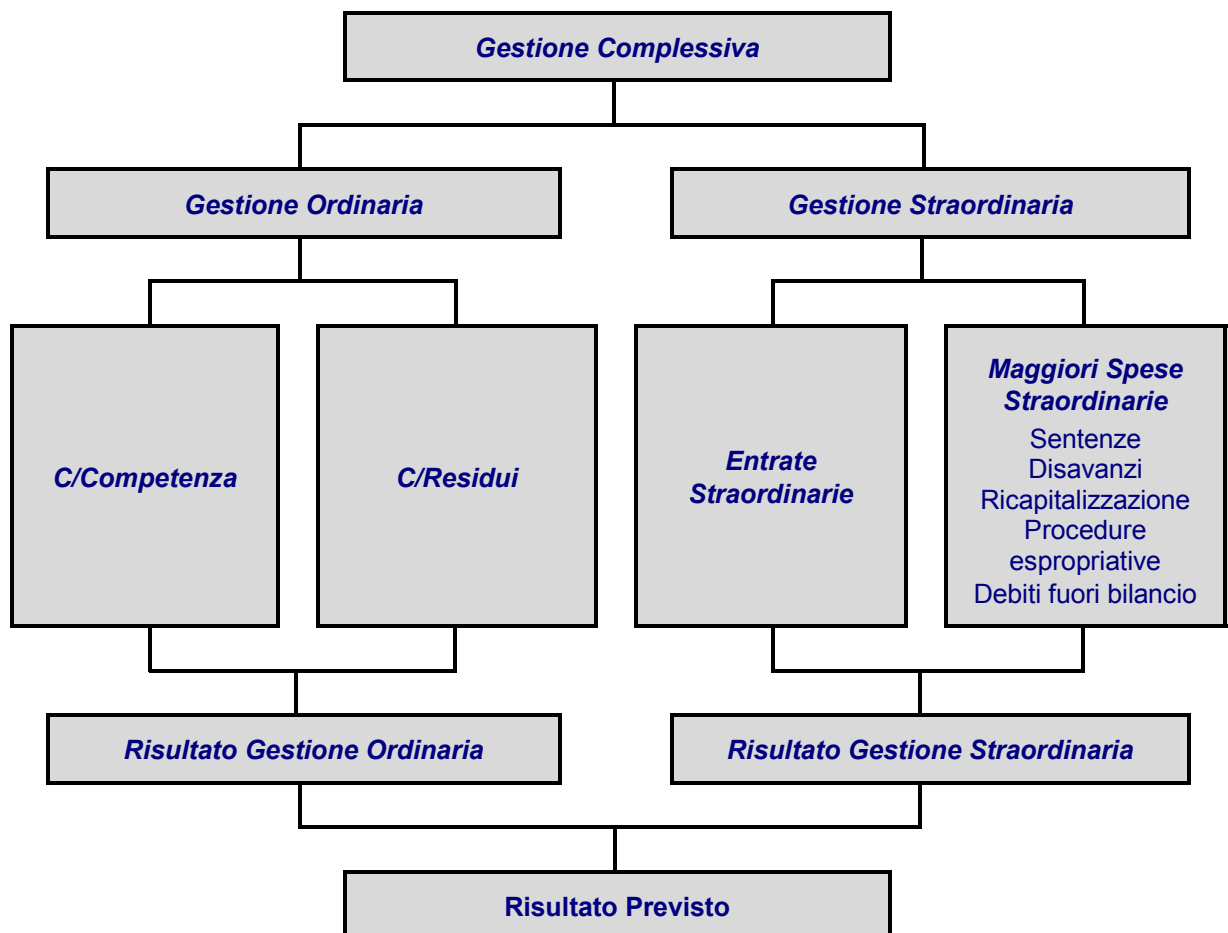 Gestione Complessiva
Gestione Ordinaria
Gestione Straordinaria
C/Competenza
C/Residui
Entrate
Straordinarie
Maggiori Spese
Straordinarie
Sentenze
Disavanzi
Ricapitalizzazione
Procedure
espropriative
Debiti fuori bilancio
Risultato Gestione Ordinaria
Risultato Gestione Straordinaria
Risultato Previsto